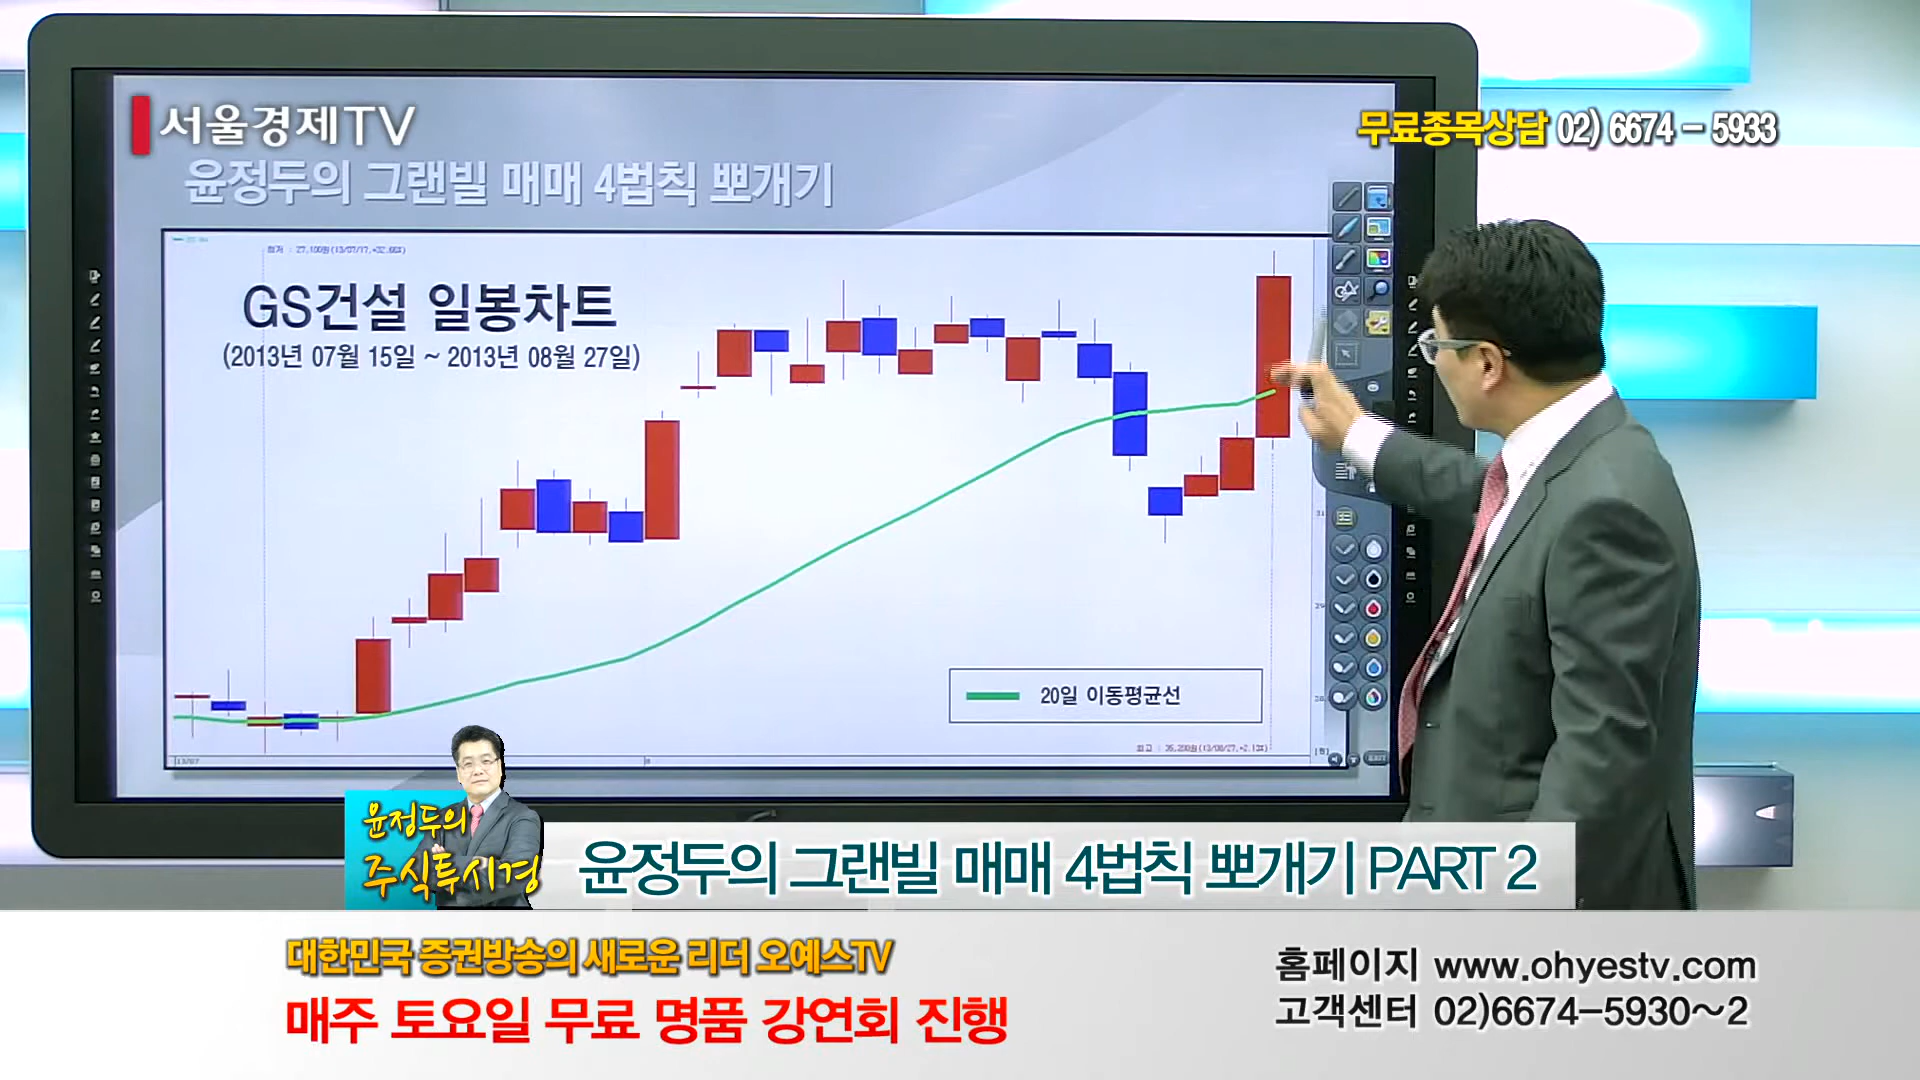 서울경제TV
무료종목상담 02) 6674 - 5933
윤정두의 그랜빌 매매 4법칙 뽀개기
GS건설 일봉차트
(2013년 07월 15일 ~ 2013년 08월 27일)
20일 이동평균선
13/07
윤정두의
주식투시경
윤정두의 그랜빌 매매 4법칙 뽀개기 PART 2
대한민국 증권방송의 새로운 리더 오예스TV
매주 토요일 무료 명품 강연회 진행
홈페이지 www.ohyestv.com
고객센터 02)6674-5930~2